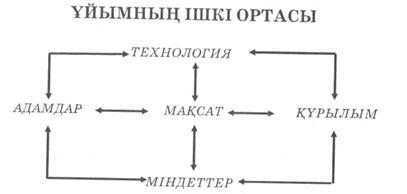 ҰЙЫМНЫҢ ІШКІ ОРТАСЫ
ТЕХНОЛОГИЯ
АДАМДАР МАҚСАТ ҚҰРЫЛЫМ
МІНДЕТТЕР